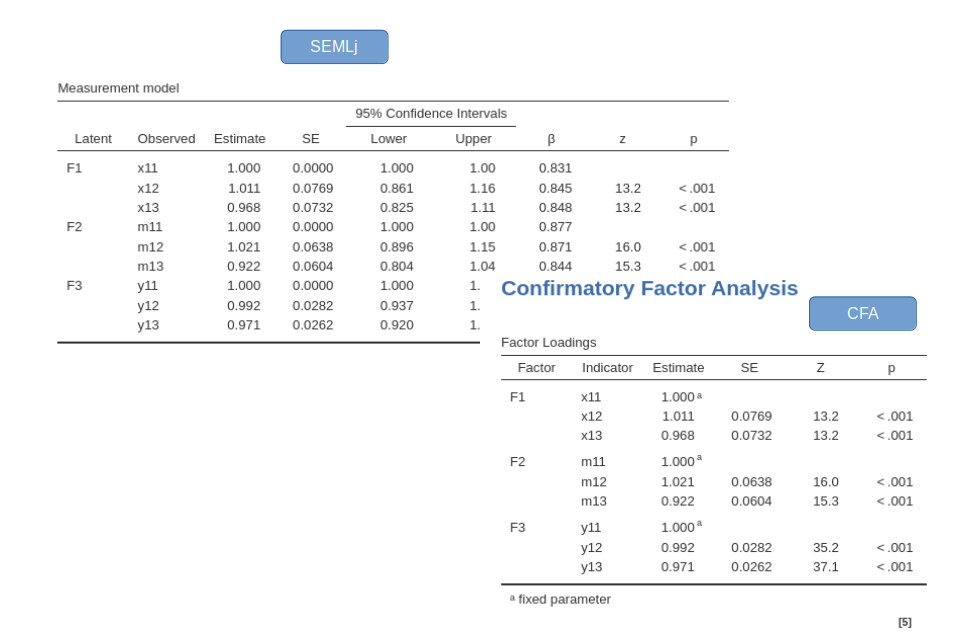 SEMLj
Measurement model
95% Confidence Intervals
Latent Observed Estimate SE Lower Upper β z p
F1 x11 1.000 0.0000 1.000 1.00 0.831
x12 1.011 0.0769 0.861 1.16 0.845 13.2 < .001
x13 0.968 0.0732 0.825 1.11 0.848 13.2 < .001
F2 m11 1.000 0.0000 1.000 1.00 0.877
m12 1.021 0.0638 0.896 1.15 0.871 16.0 < .001
m13 0.922 0.0604 0.804 1.04 0.844 15.3 < .001
F3 y11 1.000 0.0000 1.000 1.
y12 0.992 0.0282 0.937 1.
y13 0.971 0.0262 0.920 1.
Confirmatory Factor Analysis
CFA
Factor Loadings
Factor Indicator Estimate SE Z p
F1 x11 1.000 ᵃ
x12 1.011 0.0769 13.2 < .001
x13 0.968 0.0732 13.2 < .001
F2 m11 1.000 ᵃ
m12 1.021 0.0638 16.0 < .001
m13 0.922 0.0604 15.3 < .001
F3 y11 1.000 ᵃ
y12 0.992 0.0282 35.2 < .001
y13 0.971 0.0262 37.1 < .001
ᵃ fixed parameter
[5]